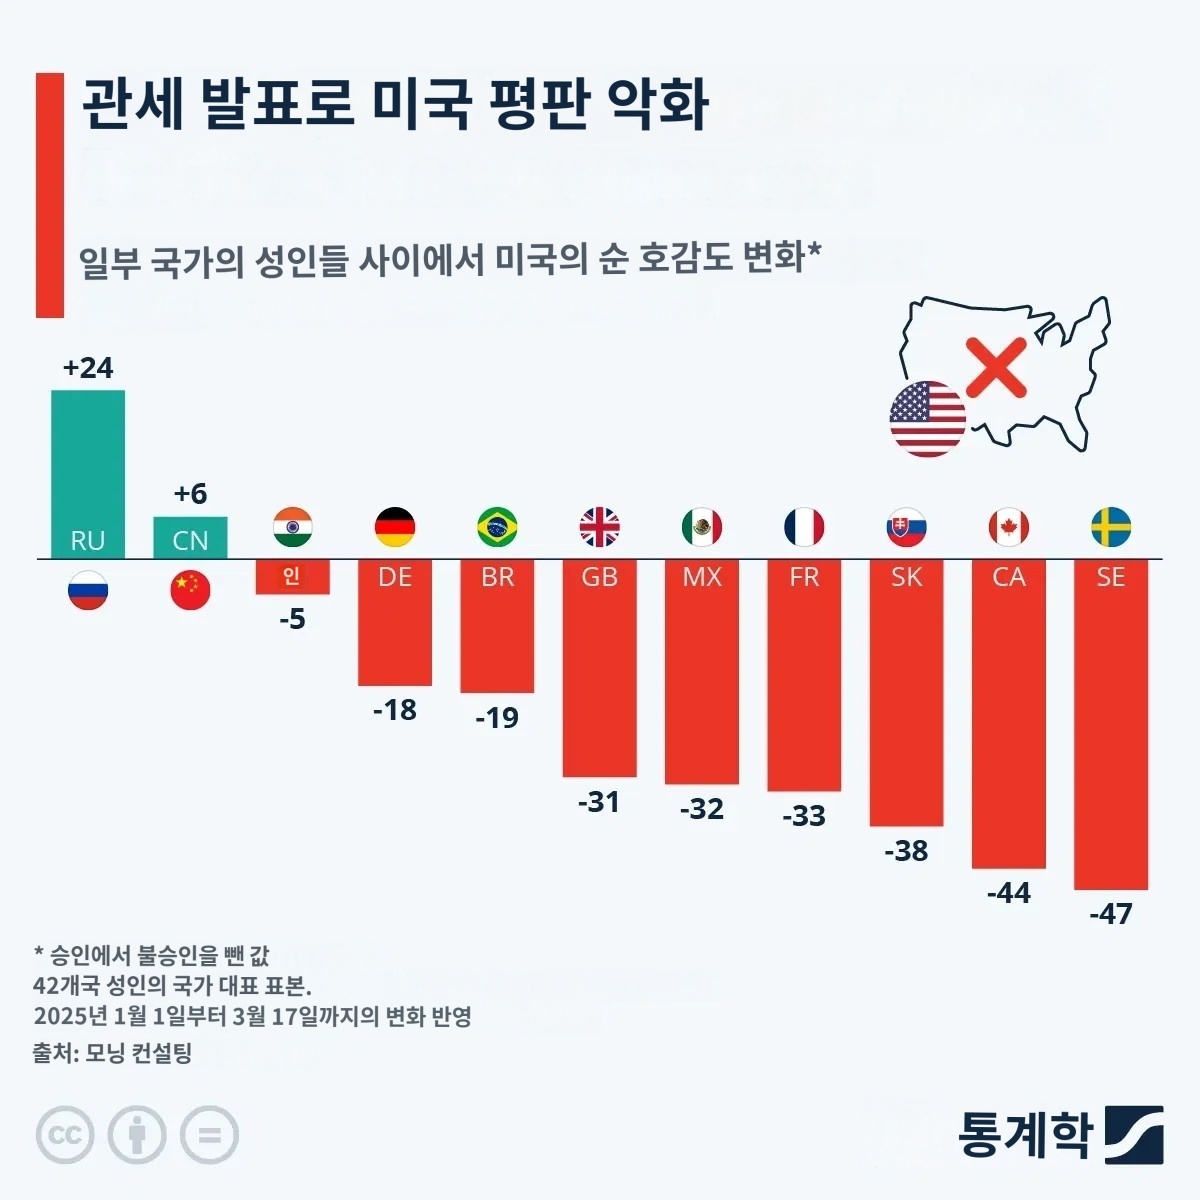 관세 발표로 미국 평판 악화
일부 국가의 성인들 사이에서 미국의 순 호감도 변화*
+24
+6
RU
CN
인
DE
BR
GB
MX
FR
SK
CA
SE
-5
-18
-19
-31
-32
-33
-38
-44
-47
* 승인에서 불승인을 뺀 값
42개국 성인의 국가 대표 표본.
2025년 1월 1일부터 3월 17일까지의 변화 반영
출처: 모닝 컨설팅
cc
통계학